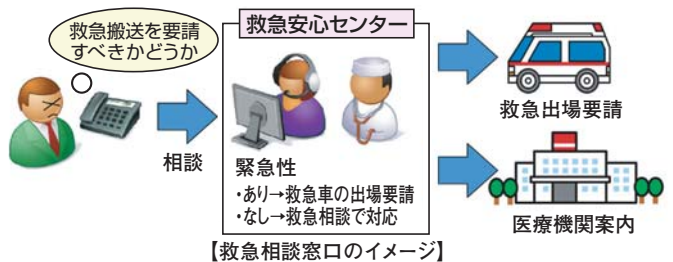 救急搬送を要請
すべきかどうか
相談
救急安心センター
緊急性
・あり→救急車の出場要請
・なし→救急相談で対応
救急出場要請
医療機関案内
【救急相談窓口のイメージ】